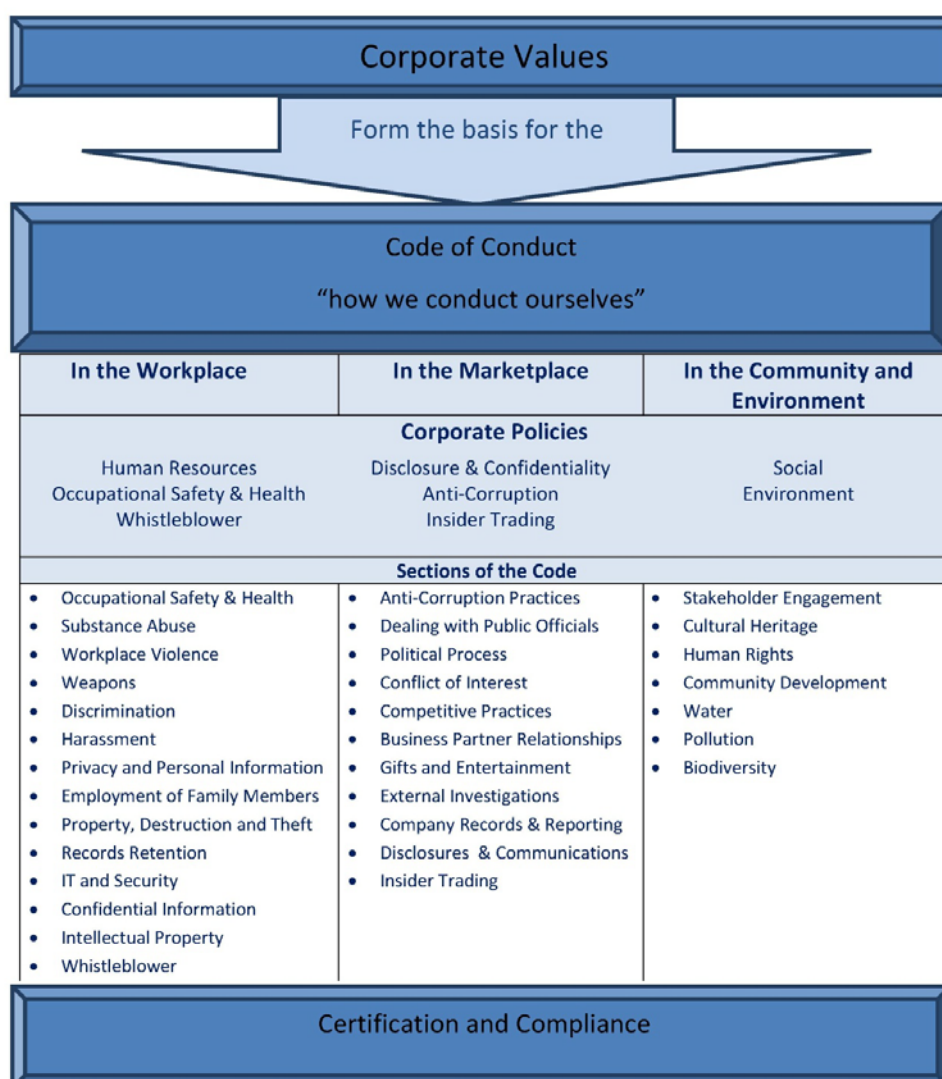 Corporate Values
Form the basis for the
Code of Conduct
“how we conduct ourselves”
In the Workplace
In the Marketplace
In the Community and
Environment
Corporate Policies
Human Resources
Occupational Safety & Health
Whistleblower
Disclosure & Confidentiality
Anti-Corruption
Insider Trading
Social
Environment
Sections of the Code
• Occupational Safety & Health
• Substance Abuse
• Workplace Violence
• Weapons
• Discrimination
• Harassment
• Privacy and Personal Information
• Employment of Family Members
• Property, Destruction and Theft
• Records Retention
• IT and Security
• Confidential Information
• Intellectual Property
• Whistleblower
• Anti-Corruption Practices
• Dealing with Public Officials
• Political Process
• Conflict of Interest
• Competitive Practices
• Business Partner Relationships
• Gifts and Entertainment
• External Investigations
• Company Records & Reporting
• Disclosures & Communications
• Insider Trading
• Stakeholder Engagement
• Cultural Heritage
• Human Rights
• Community Development
• Water
• Pollution
• Biodiversity
Certification and Compliance